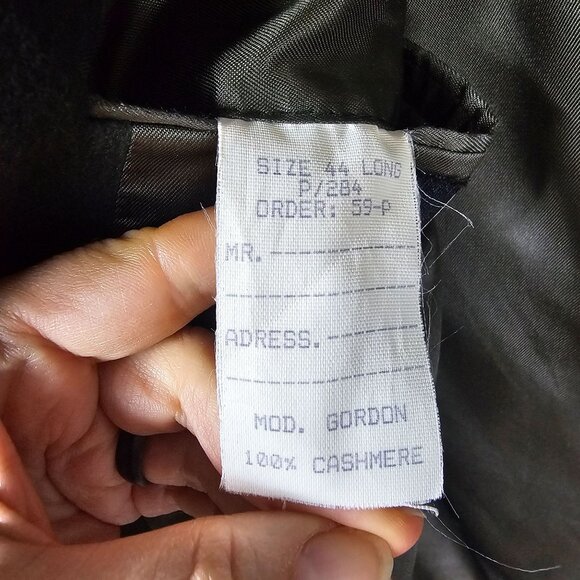 SIZE 44 LONG
P/284
ORDER: 59-P
MR. ----------
---------------
ADRESS. -------
---------------
MOD. GORDON
100% CASHMERE